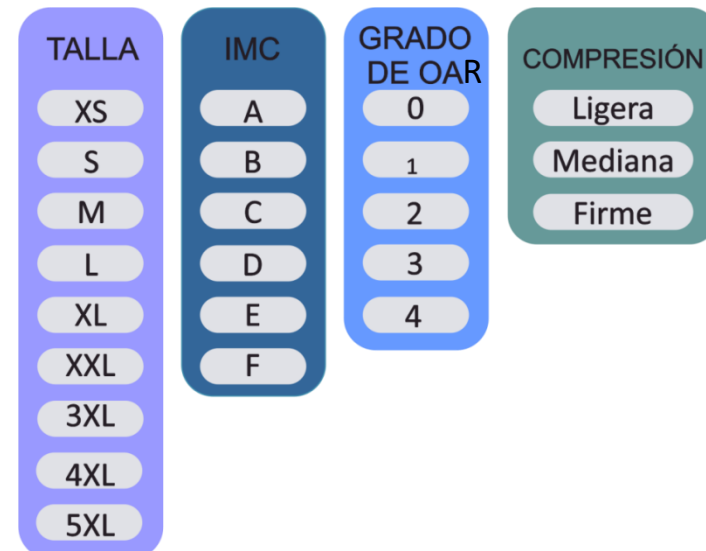 TALLA
XS
S
M
L
XL
XXL
3XL
4XL
5XL
IMC
A
B
C
D
E
F
GRADO
DE OAR
0
1
2
3
4
COMPRESIÓN
Ligera
Mediana
Firme